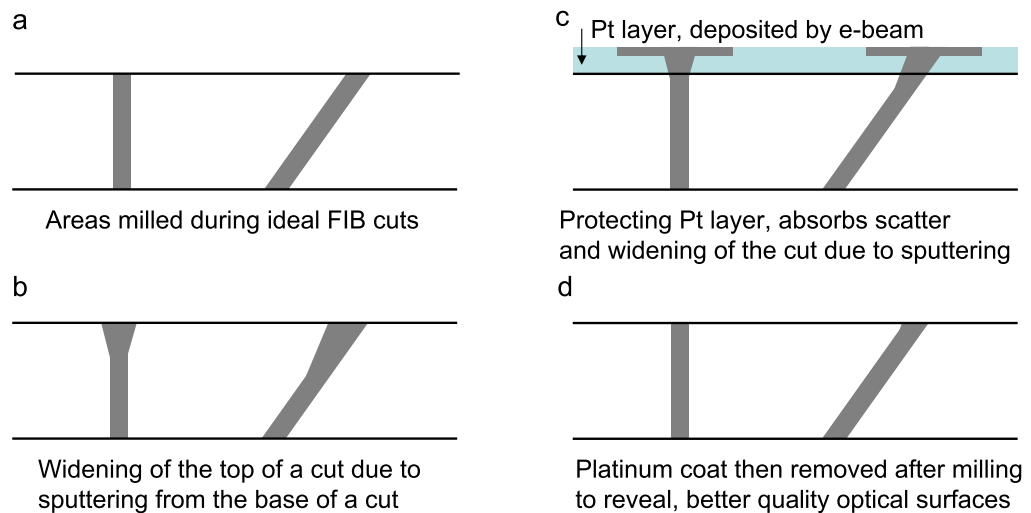 a
Areas milled during ideal FIB cuts
b
Widening of the top of a cut due to
sputtering from the base of a cut
c
Pt layer, deposited by e-beam
Protecting Pt layer, absorbs scatter
and widening of the cut due to sputtering
d
Platinum coat then removed after milling
to reveal, better quality optical surfaces